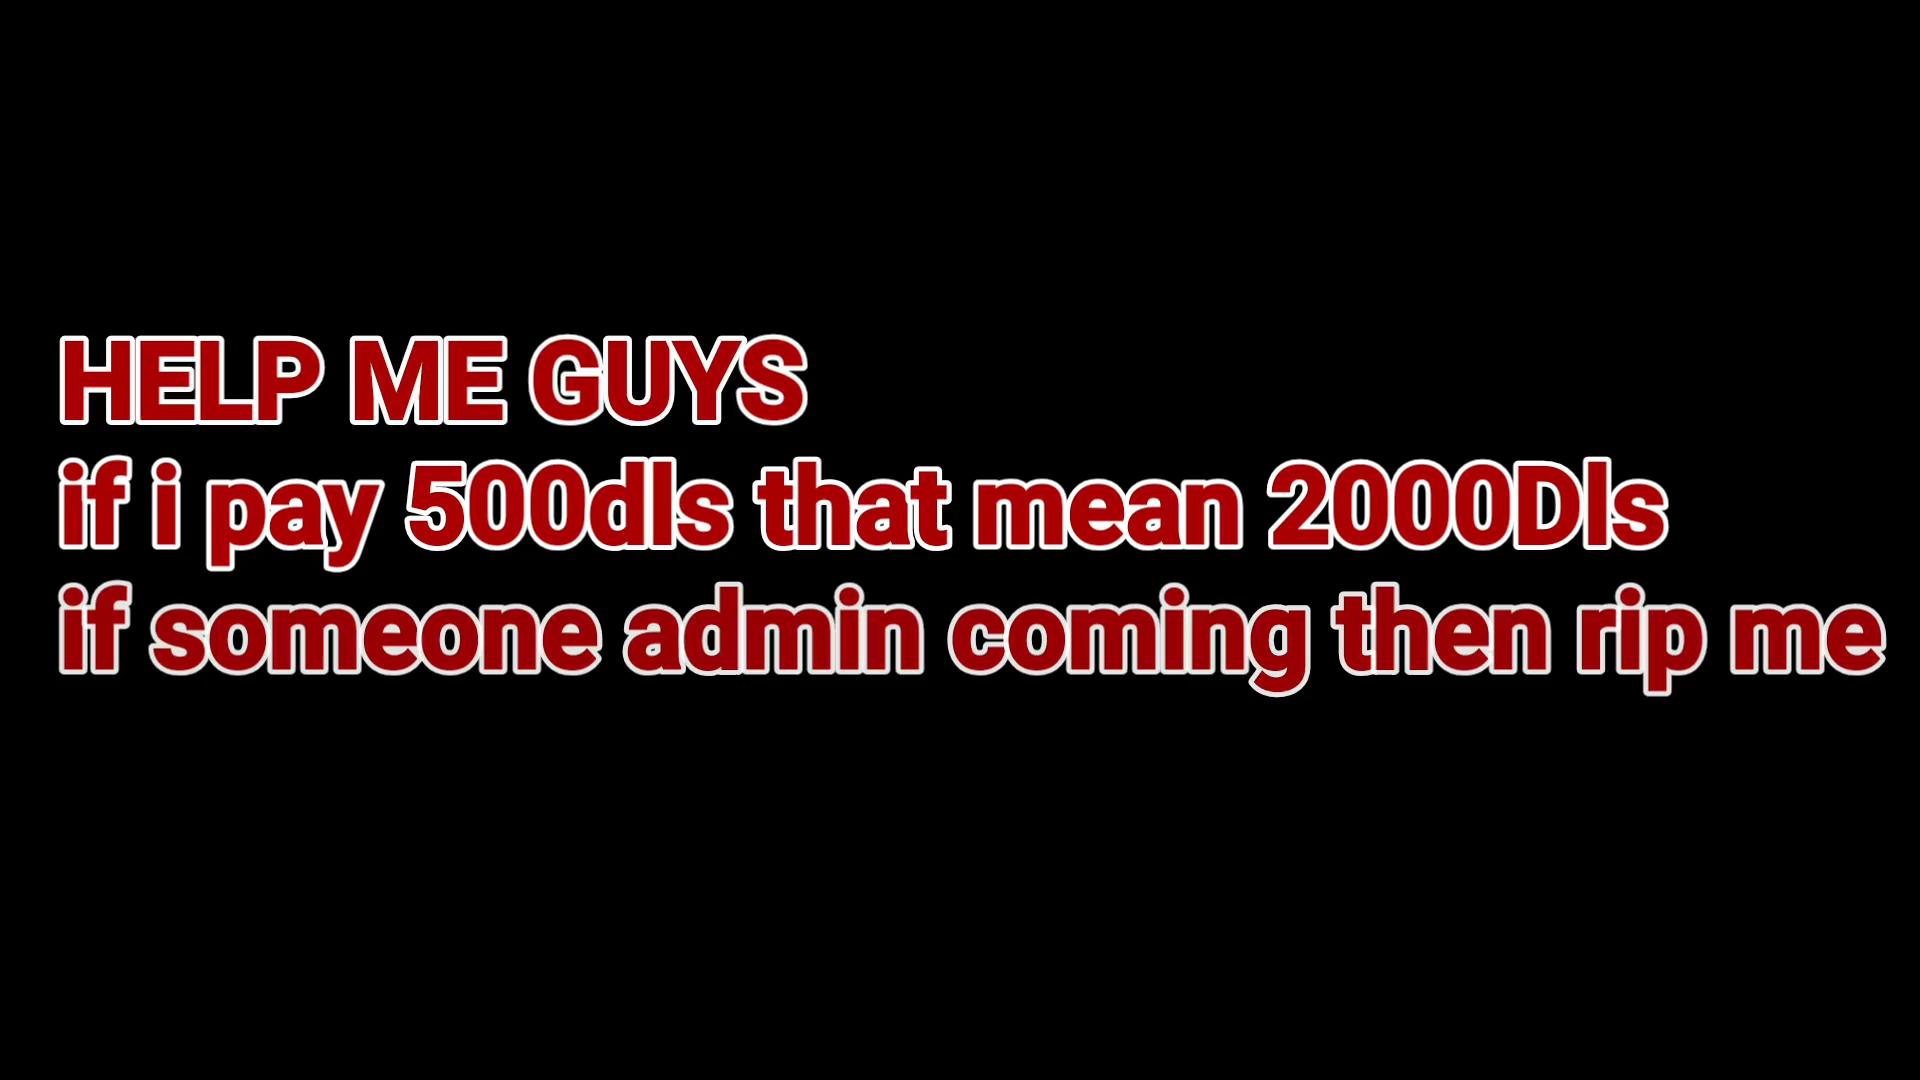 HELP ME GUYS
if i pay 500dls that mean 2000Dls
if someone admin coming then rip me